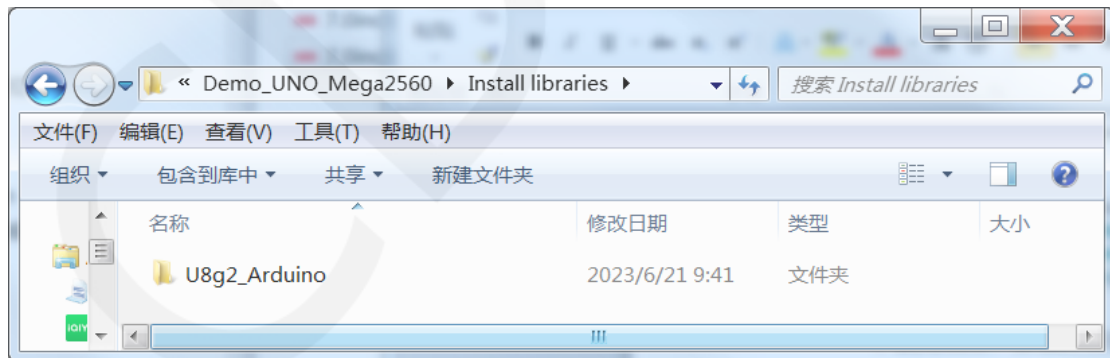 « Demo_UNO_Mega2560 Install libraries
搜索 Install libraries
文件(F) 编辑(E) 查看(V) 工具(T) 帮助(H)
组织 包含到库中 共享 新建文件夹
名称 修改日期 类型 大小
U8g2_Arduino 2023/6/21 9:41 文件夹